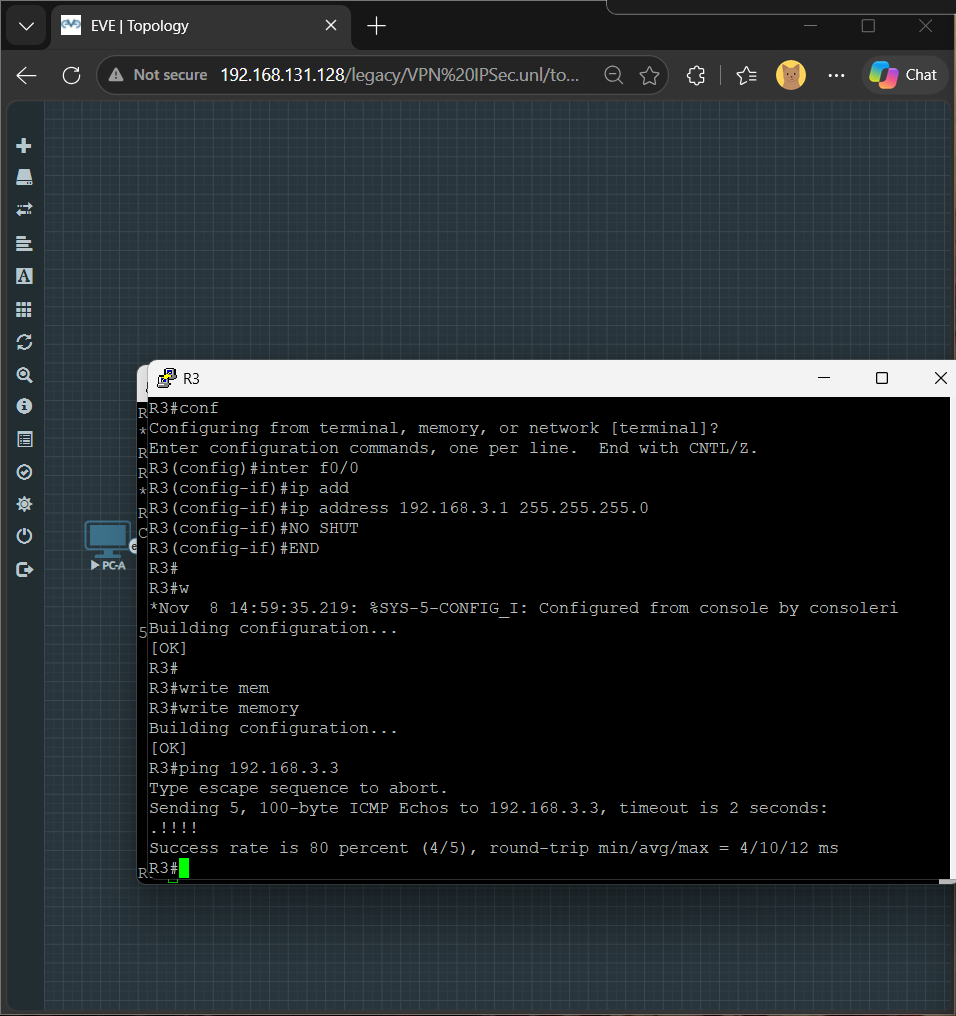 EVE | Topology
Not secure 192.168.131.128/legacy/VPN%20IPSec.unl/to...
Chat
A
R3
R3#conf
Configuring from terminal, memory, or network [terminal]?
Enter configuration commands, one per line.  End with CNTL/Z.
R3(config)#inter f0/0
R3(config-if)#ip add
R3(config-if)#ip address 192.168.3.1 255.255.255.0
R3(config-if)#NO SHUT
R3(config-if)#END
R3#
R3#w
*Nov  8 14:59:35.219: %SYS-5-CONFIG_I: Configured from console by consoleri
Building configuration...
[OK]
R3#
R3#write mem
R3#write memory
Building configuration...
[OK]
R3#ping 192.168.3.3
Type escape sequence to abort.
Sending 5, 100-byte ICMP Echos to 192.168.3.3, timeout is 2 seconds:
.!!!!
Success rate is 80 percent (4/5), round-trip min/avg/max = 4/10/12 ms
R3#
PC-A